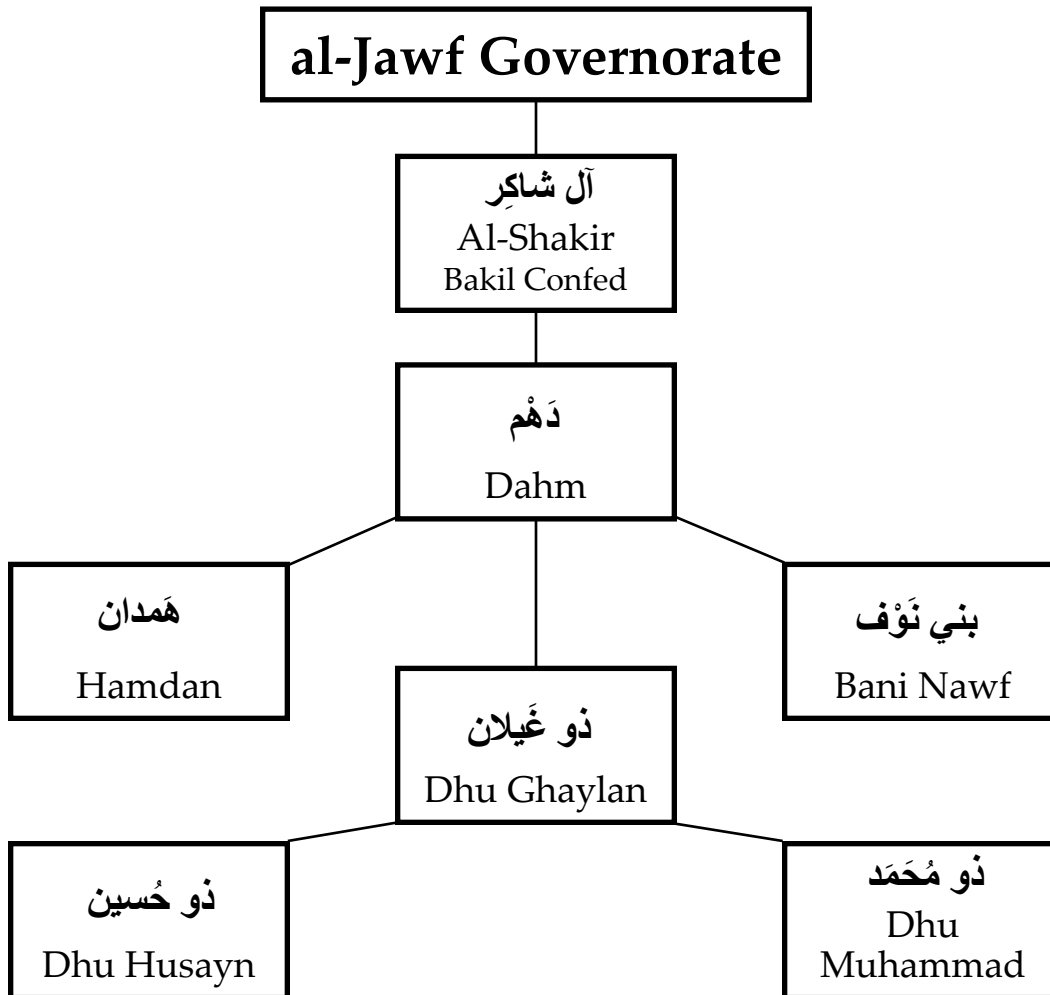 al-Jawf Governorate
آل شاكِر
Al-Shakir
Bakil Confed
دَهْم
Dahm
هَمدان
Hamdan
بني نَوْف
Bani Nawf
ذو غَيلان
Dhu Ghaylan
ذو حُسين
Dhu Husayn
ذو مُحَمَد
Dhu
Muhammad